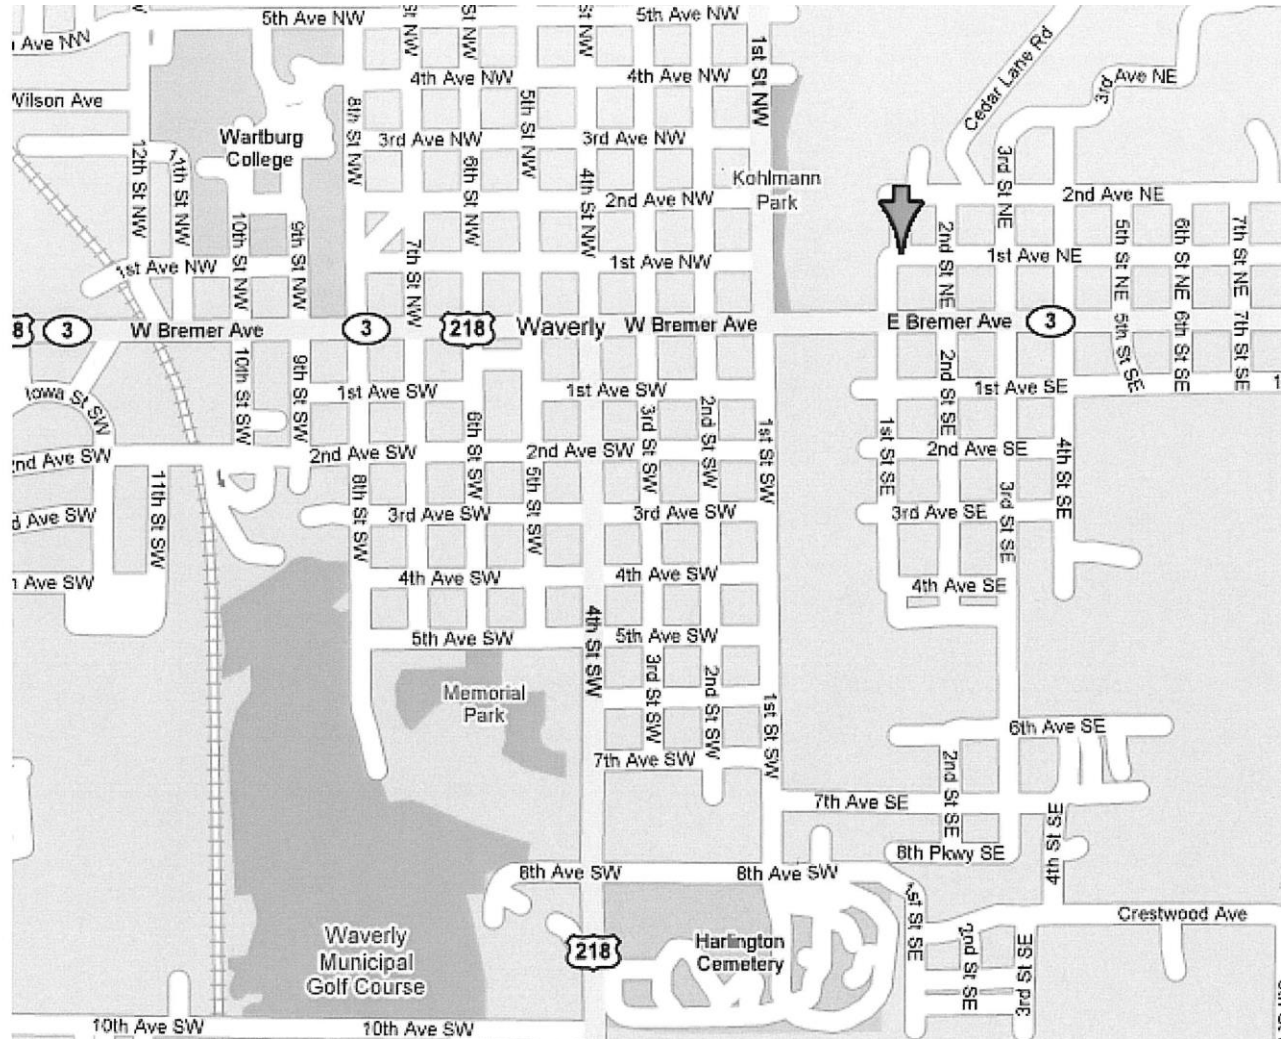 5th Ave NW
5th Ave NW
Ave NW
St NW
St NW
St NW
1st St NW
Cedar Lane Rd
3rd Ave NE
4th Ave NW
4th Ave NW
Wilson Ave
8th St NW
5th St NW
Wartburg
College
3rd Ave NW
3rd Ave NW
12th St NW
11th St NW
6th St NW
4th St NW
Kohlmann
Park
3rd St NE
2nd Ave NW
2nd Ave NE
10th St NW
9th St NW
7th St NW
1st Ave NW
1st Ave NW
2nd St NE
1st Ave NE
5th St NE
6th St NE
7th St NE
8
3
W Bremer Ave
3
218
Waverly
W Bremer Ave
E Bremer Ave
3
10th St SW
9th St SW
Iowa St SW
1st Ave SW
1st Ave SW
2nd St SE
1st Ave SE
5th St SE
6th St SE
7th St SE
1
6th St SW
3rd St SW
2nd St SW
1st St SW
1st St SE
2nd Ave SW
2nd Ave SW
2nd Ave SW
2nd Ave SE
4th St SE
11th St SW
8th St SW
5th St SW
3rd St SE
d Ave SW
3rd Ave SW
3rd Ave SW
3rd Ave SE
Ave SW
4th Ave SW
4th Ave SW
4th Ave SE
4th St SW
5th Ave SW
5th Ave SW
3rd St SW
2nd St SW
1st St SW
Memorial
Park
6th Ave SE
7th Ave SW
2nd St SE
7th Ave SE
4th St SE
8th Pkwy SE
8th Ave SW
8th Ave SW
1st St SE
Crestwood Ave
Waverly
Municipal
Golf Course
218
Harlington
Cemetery
2nd St SE
3rd St SE
10th Ave SW
10th Ave SW